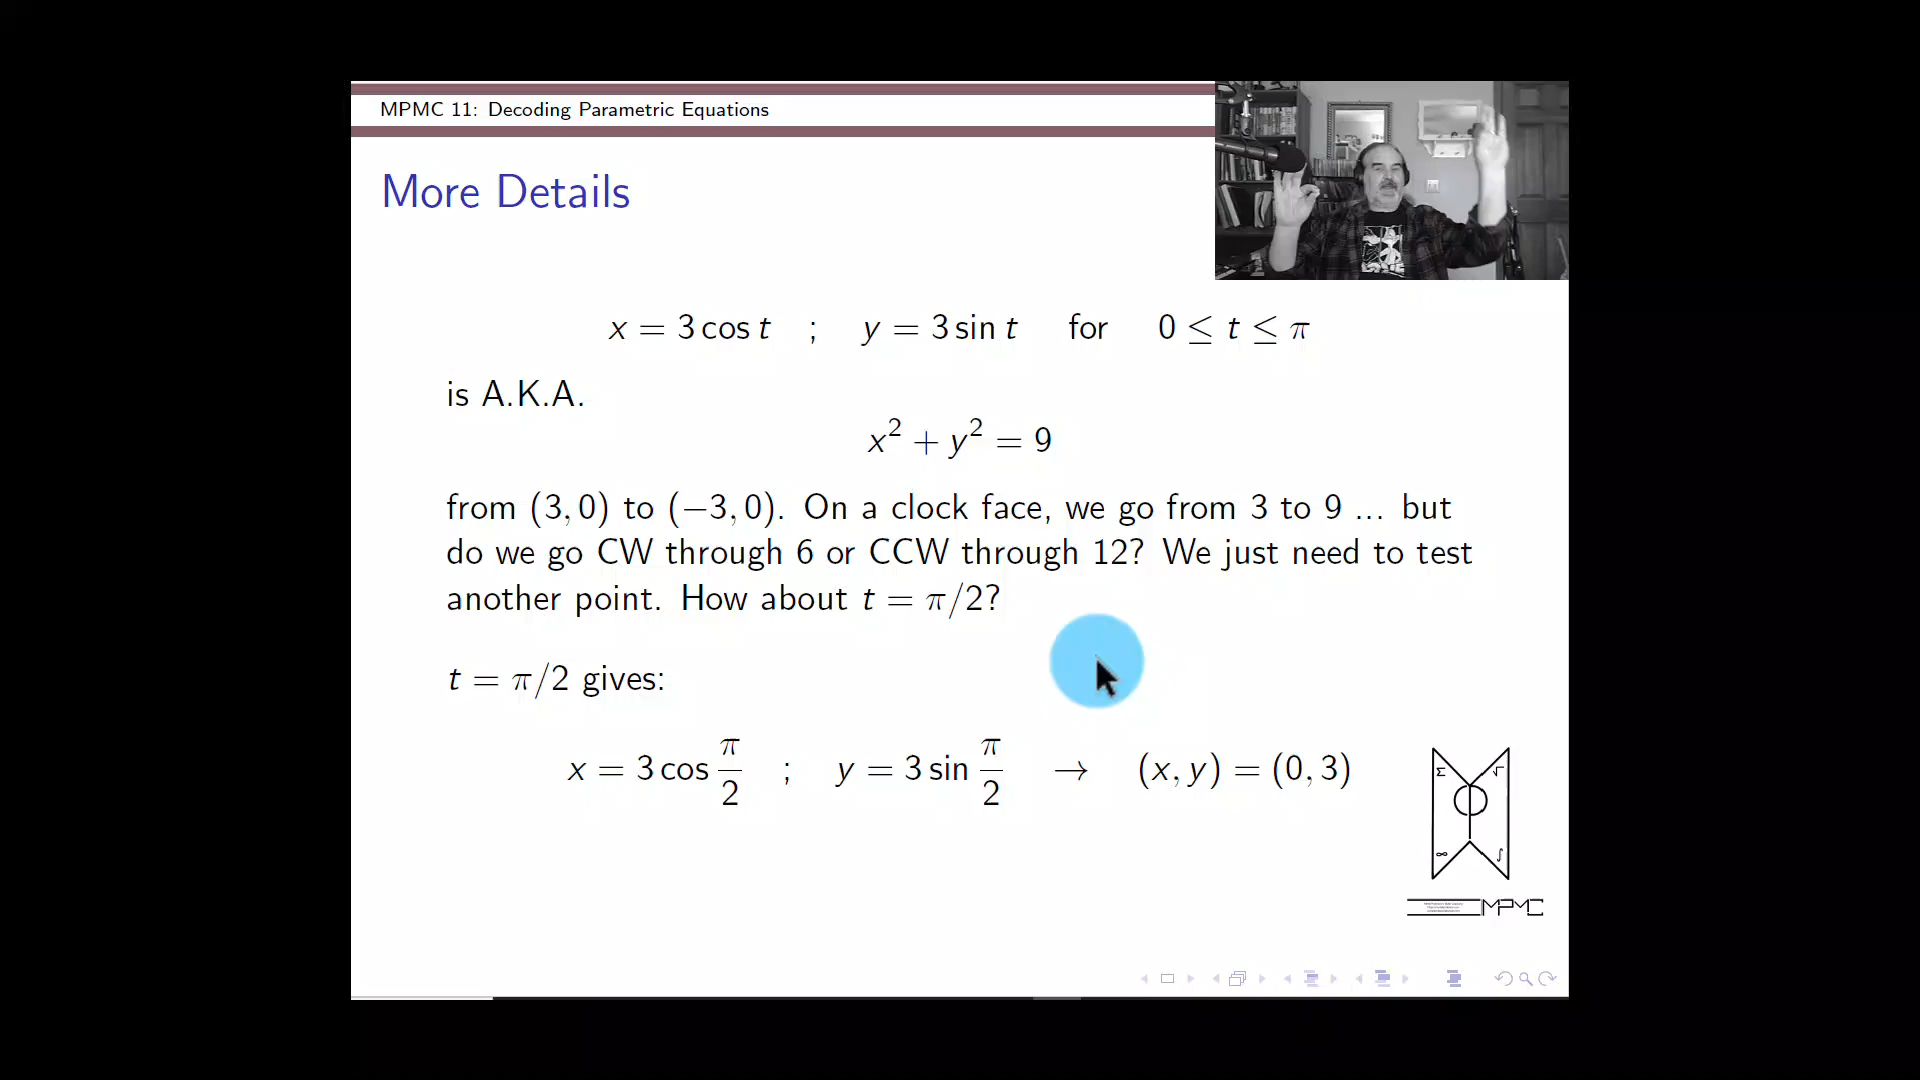 MPMC 11: Decoding Parametric Equations
More Details
x = 3 cos t ; y = 3 sin t for 0 ≤ t ≤ π
is A.K.A.
x² + y² = 9
from (3, 0) to (−3, 0). On a clock face, we go from 3 to 9 ... but
do we go CW through 6 or CCW through 12? We just need to test
another point. How about t = π/2?
t = π/2 gives:
x = 3 cos π/2 ; y = 3 sin π/2 → (x, y) = (0, 3)
Σ √
∞ ∫
MPMC